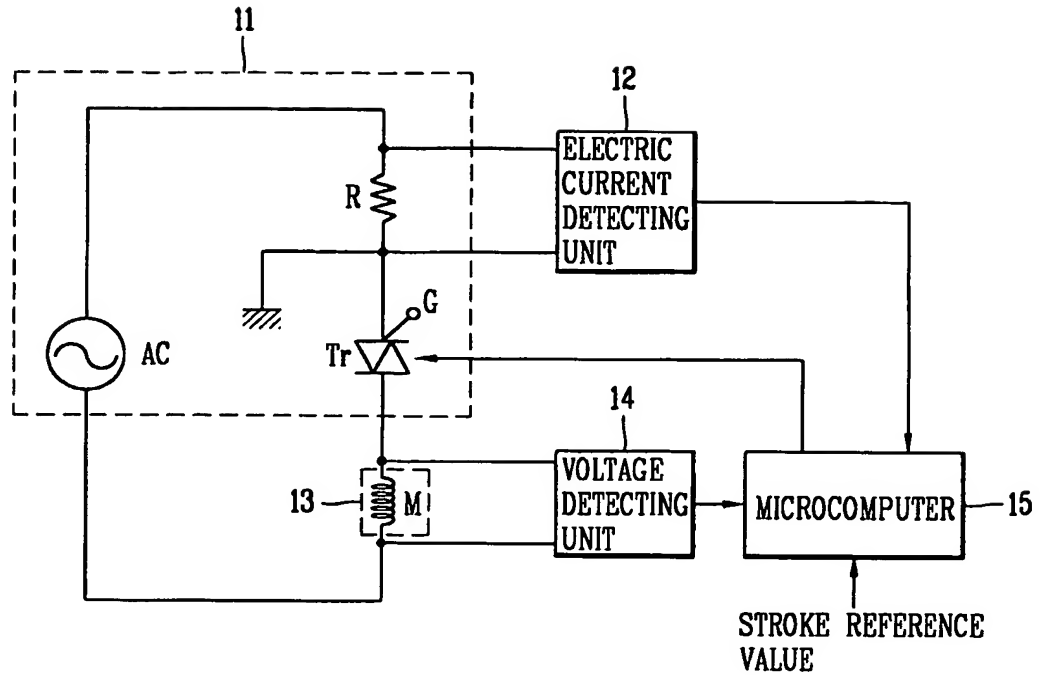 11
12
ELECTRIC
CURRENT
DETECTING
UNIT
R
G
AC
Tr
14
VOLTAGE
DETECTING
UNIT
13
M
MICROCOMPUTER
15
STROKE REFERENCE
VALUE